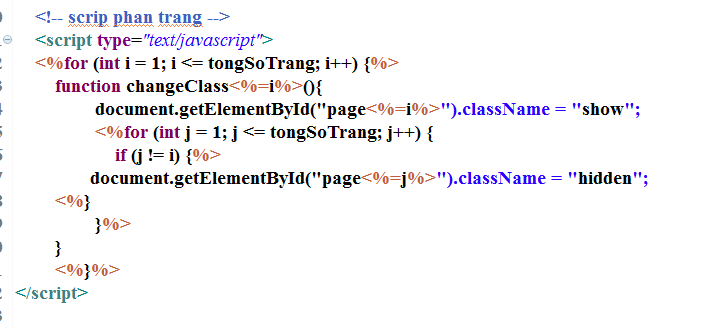 <!-- scrip phan trang -->
<script type="text/javascript">
<%for (int i = 1; i <= tongSoTrang; i++) {%>
function changeClass<%=i%>(){
document.getElementById("page<%=i%>").className = "show";
<%for (int j = 1; j <= tongSoTrang; j++) {
if (j != i) {%>
document.getElementById("page<%=j%>").className = "hidden";
<%}
}%>
}
<%}%>
</script>